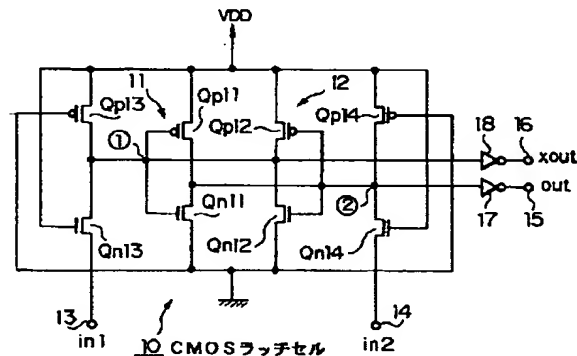 VDD
11
12
Qp13
Qp11
Qp12
Qp14
18
16
①
xout
②
out
17
15
Qn13
Qn11
Qn12
Qn14
13
in1
14
in2
10 CMOSラッチセル